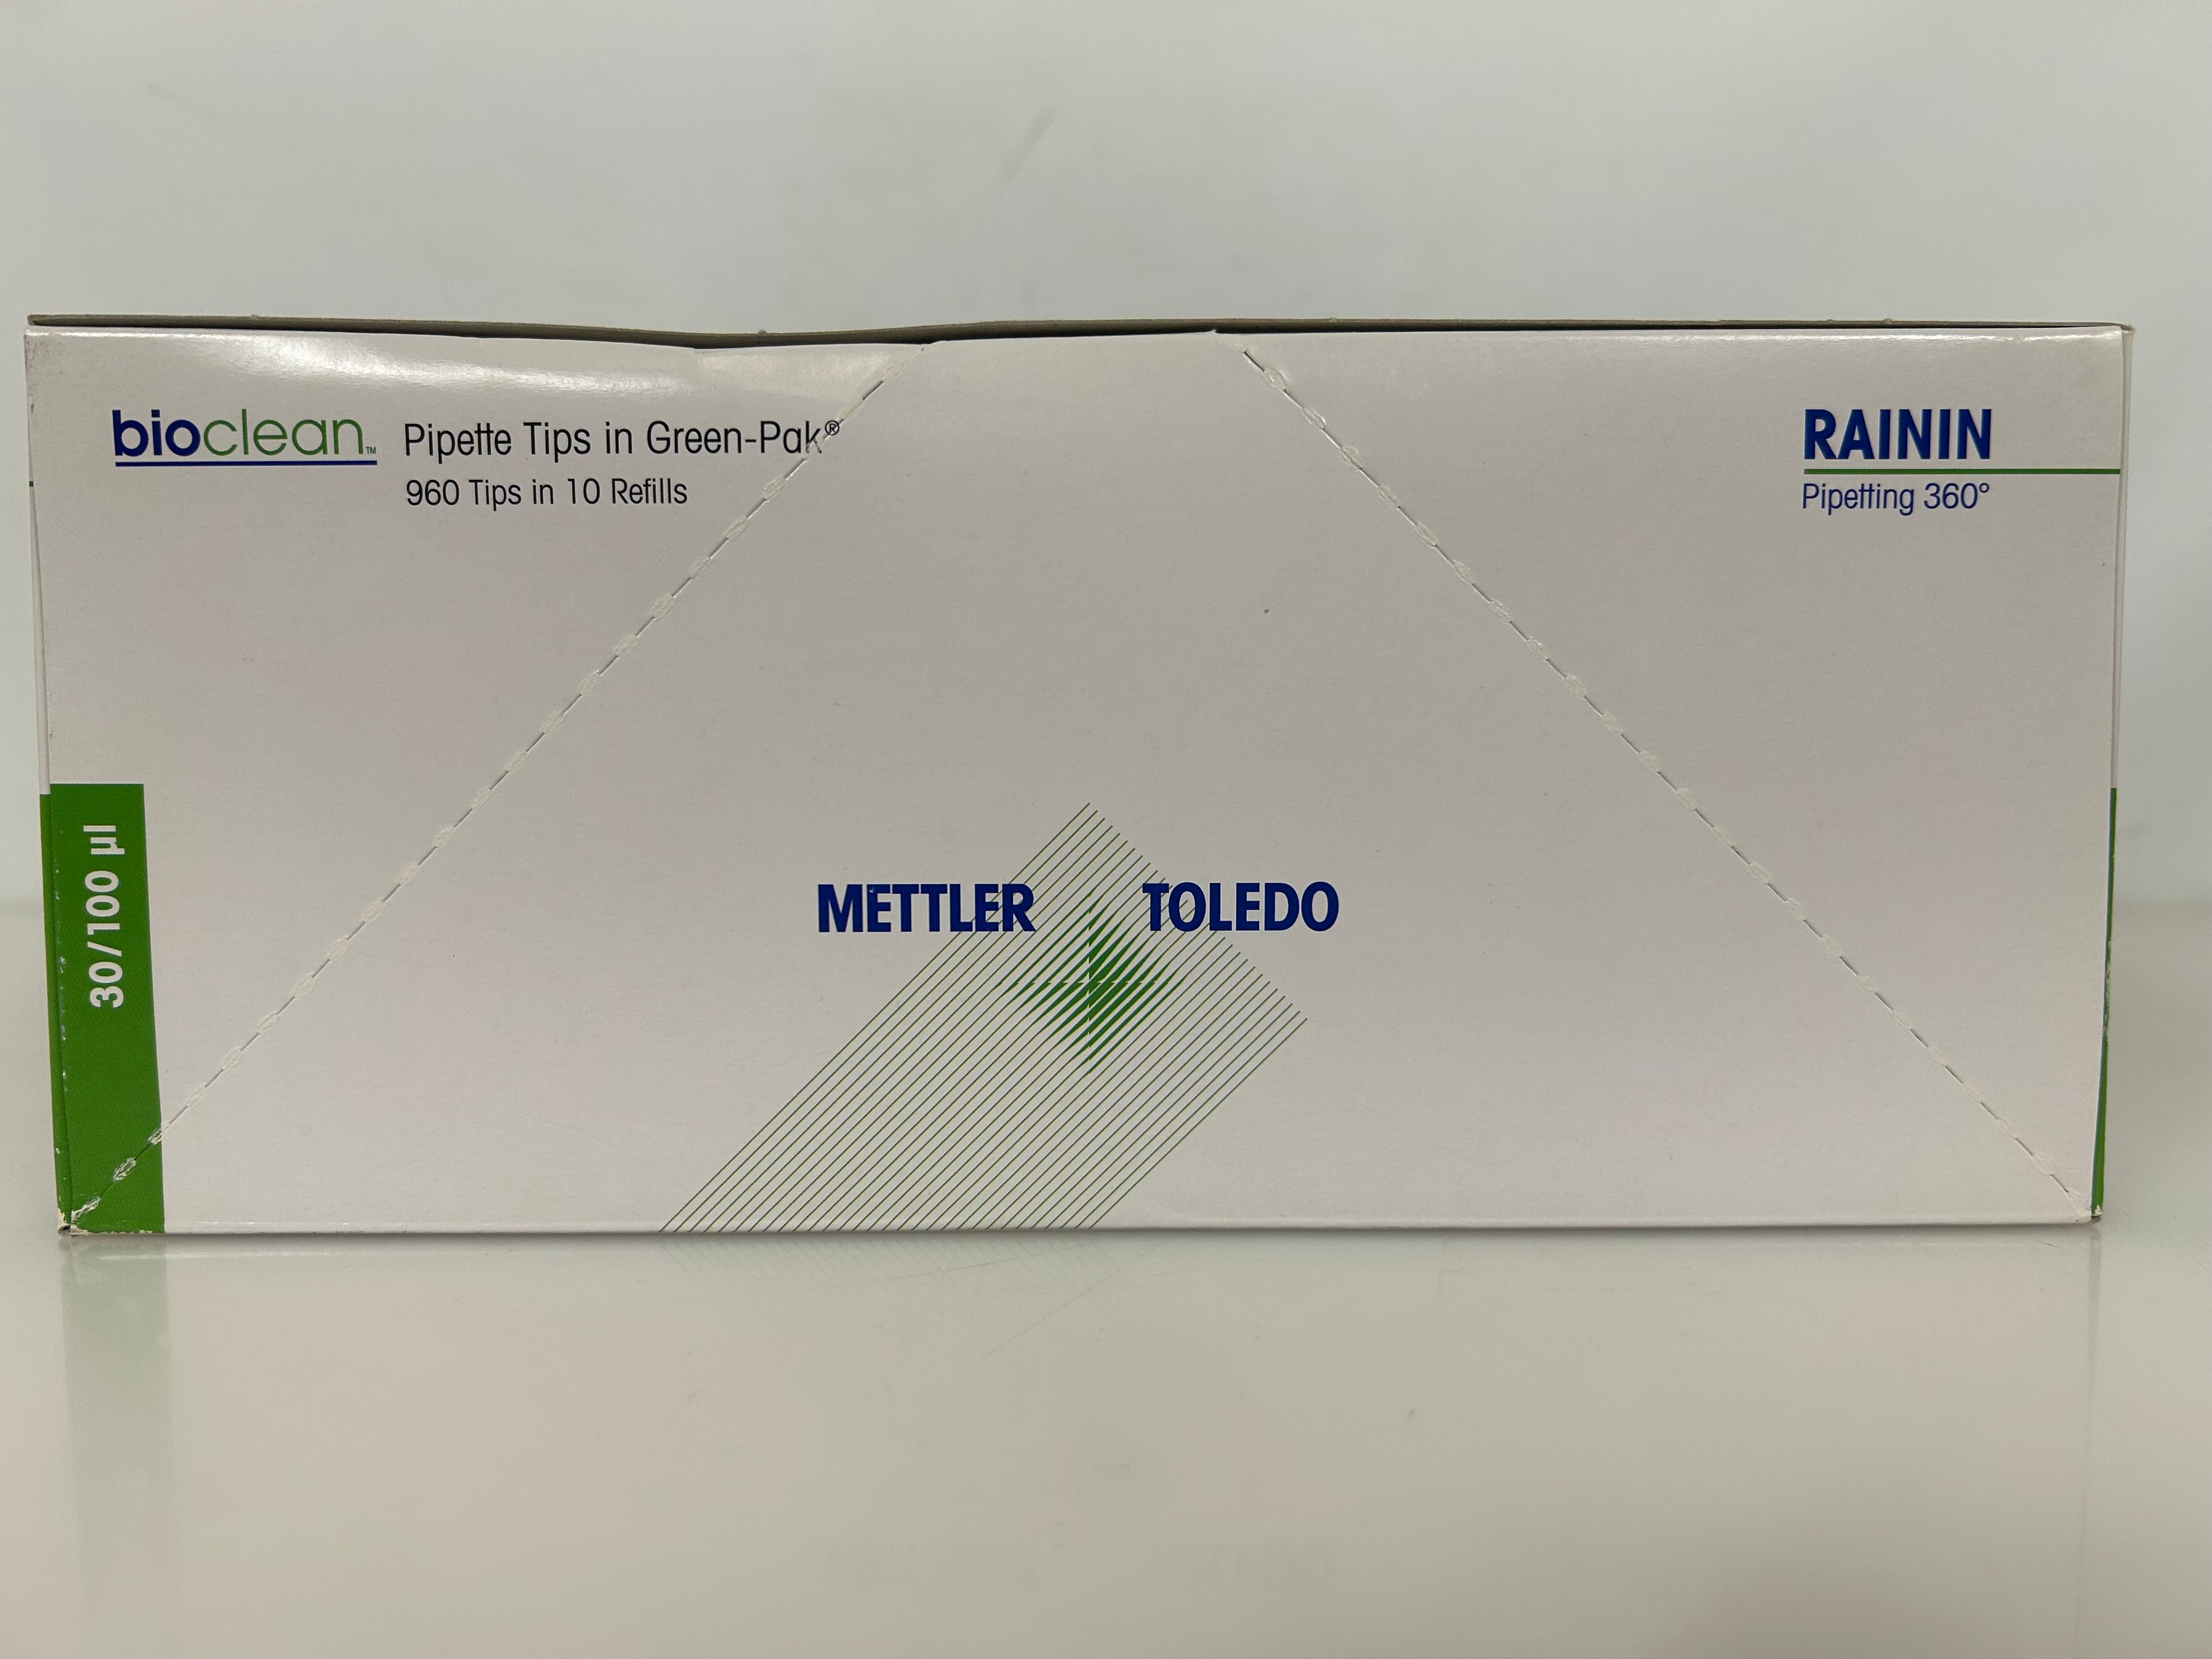 bioclean™ Pipette Tips in Green-Pak®
960 Tips in 10 Refills
RAININ
Pipetting 360°
30/100 µl
METTLER TOLEDO